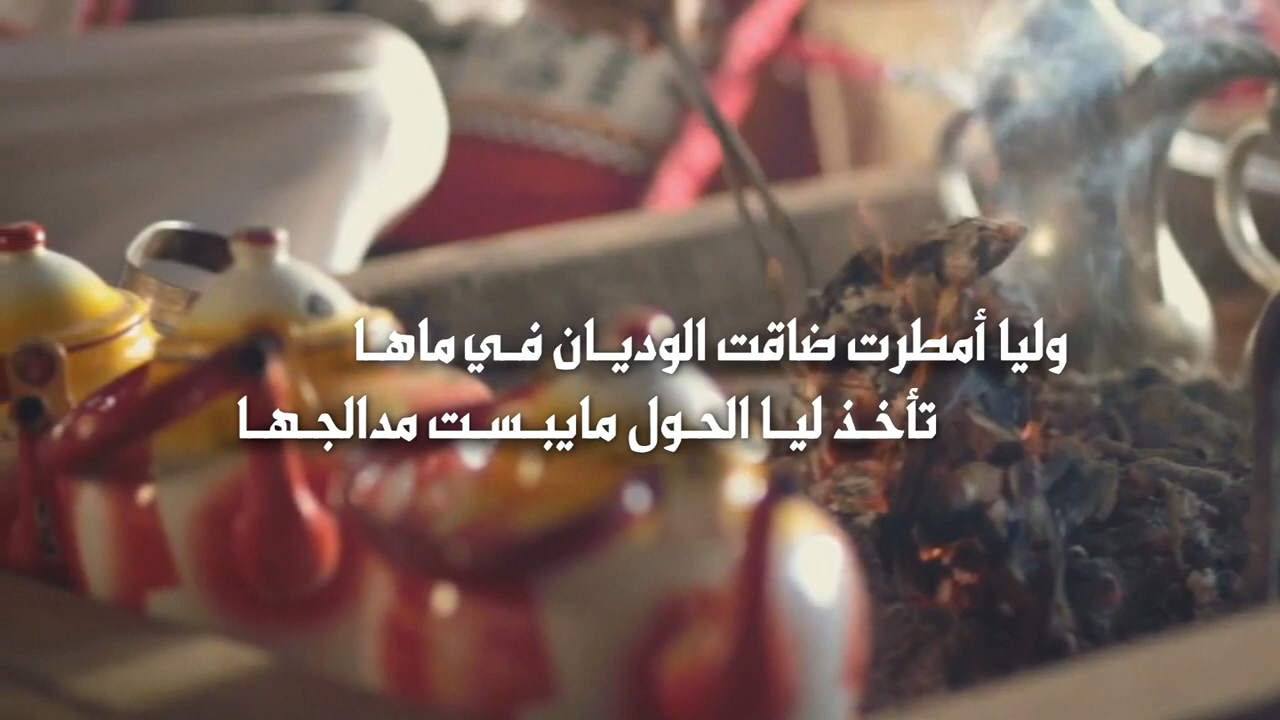 وليا أمطرت ضاقت الوديان في ماها
تأخذ ليا الحول مايبست مدالجها